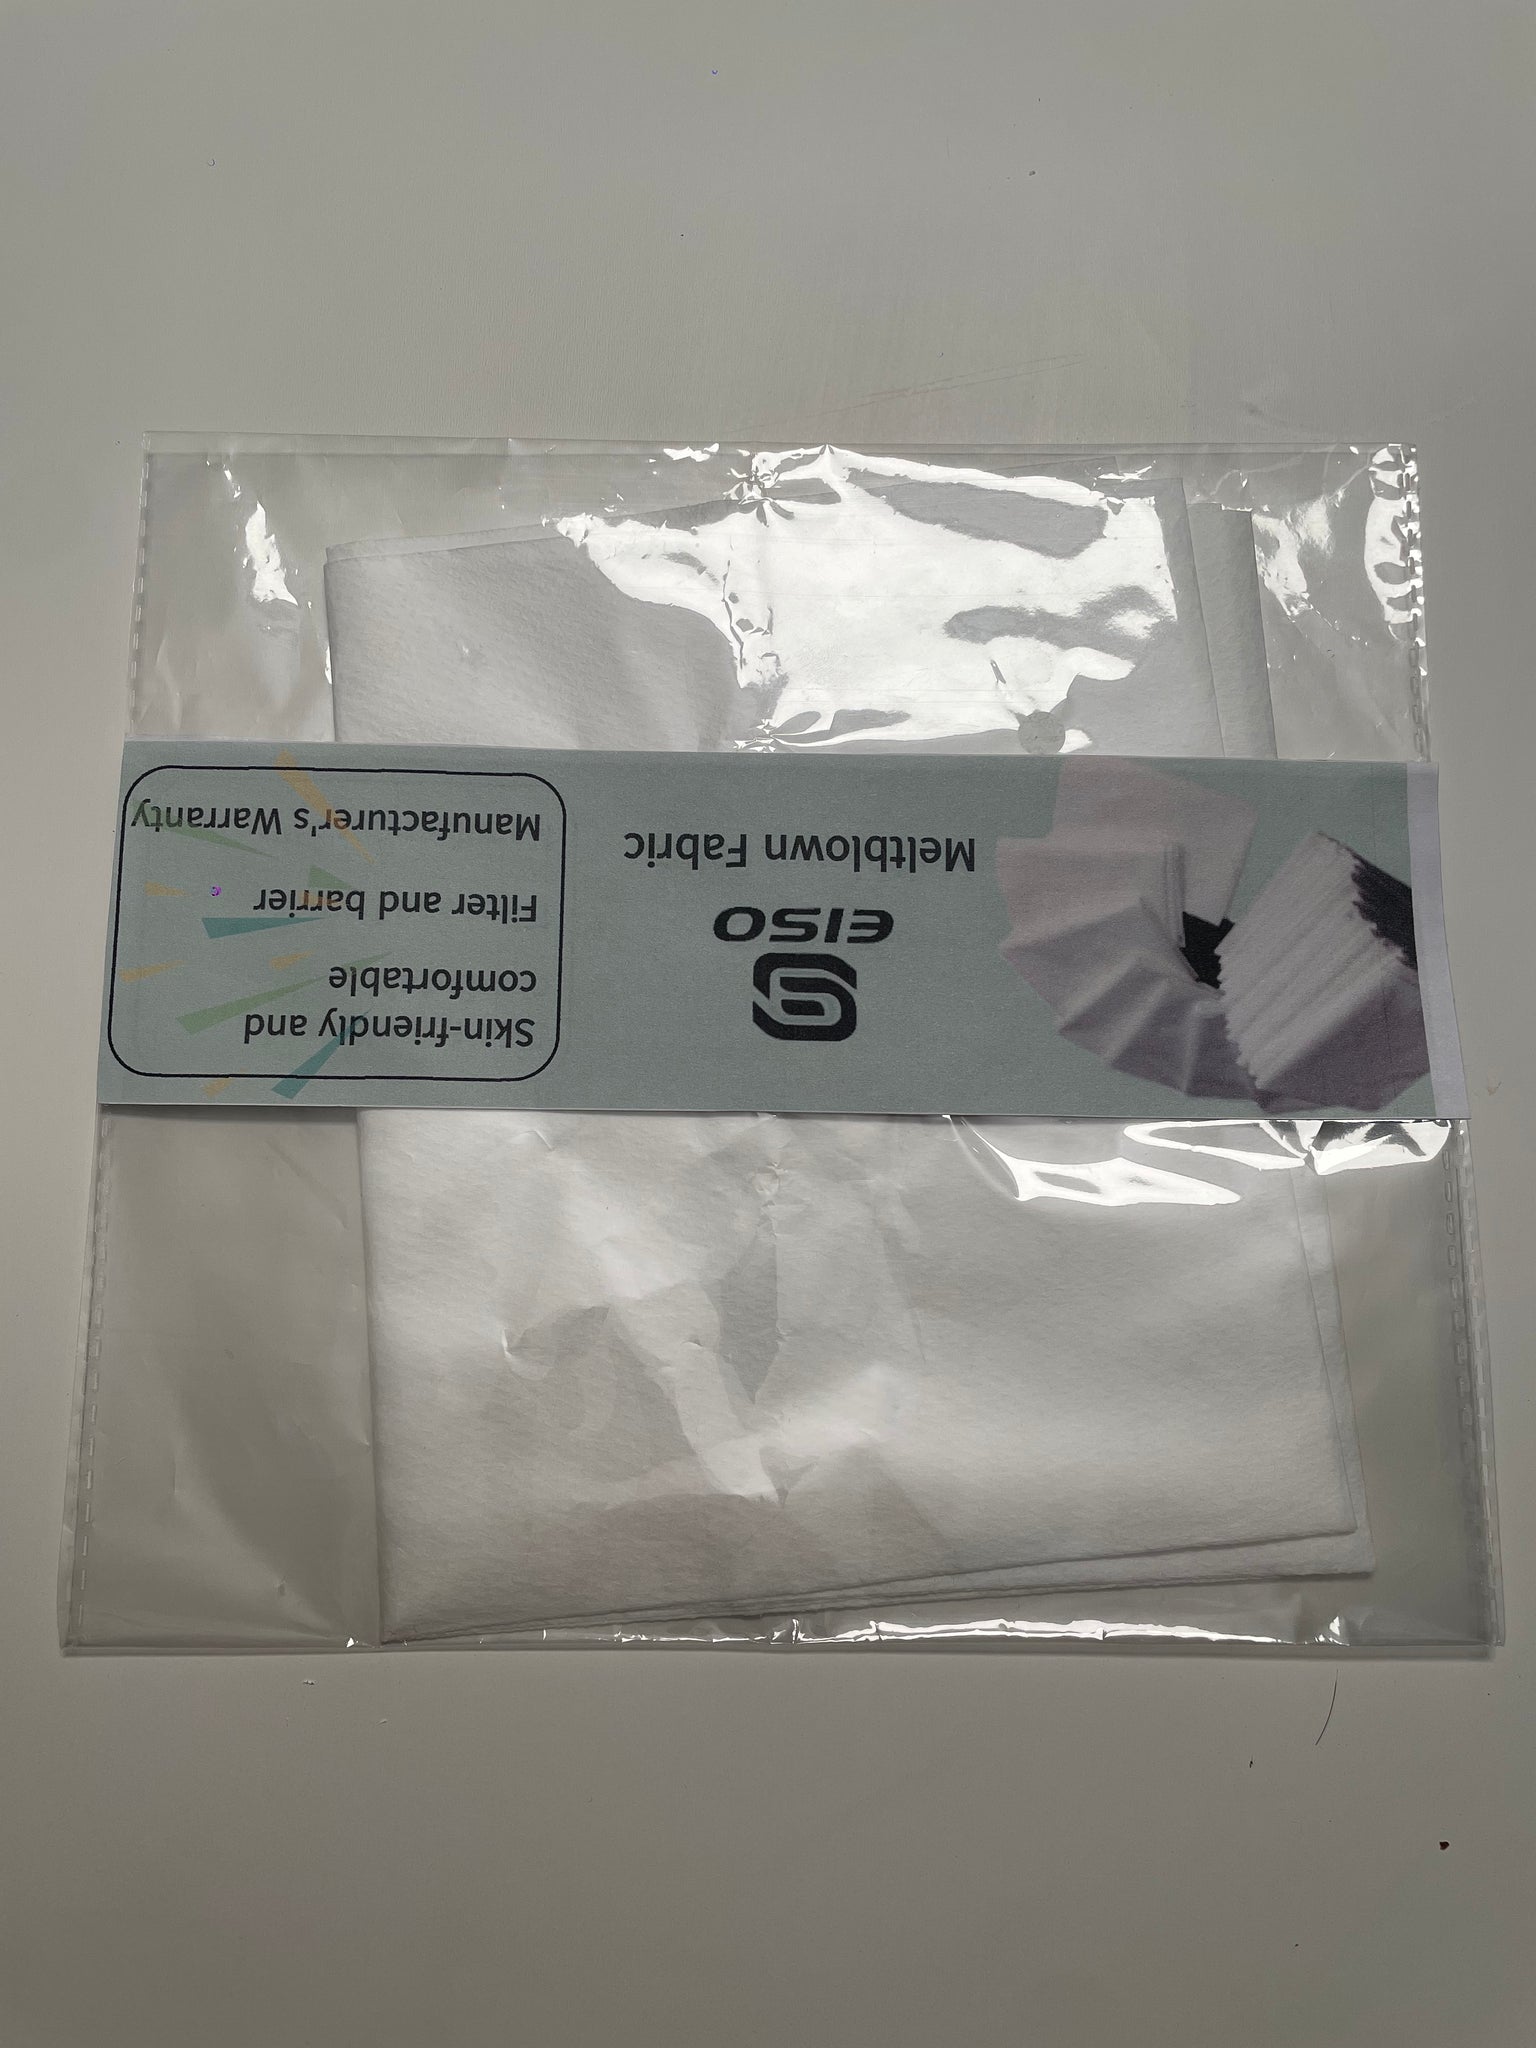 EISO
Meltblown Fabric
Skin-friendly and
comfortable
Filter and barrier
Manufacturer's Warranty